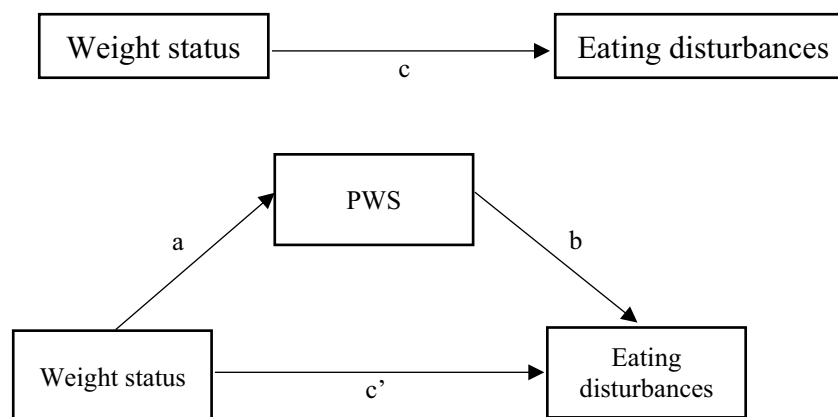 Weight status
Eating disturbances
c
PWS
a
b
Weight status
Eating
disturbances
c’